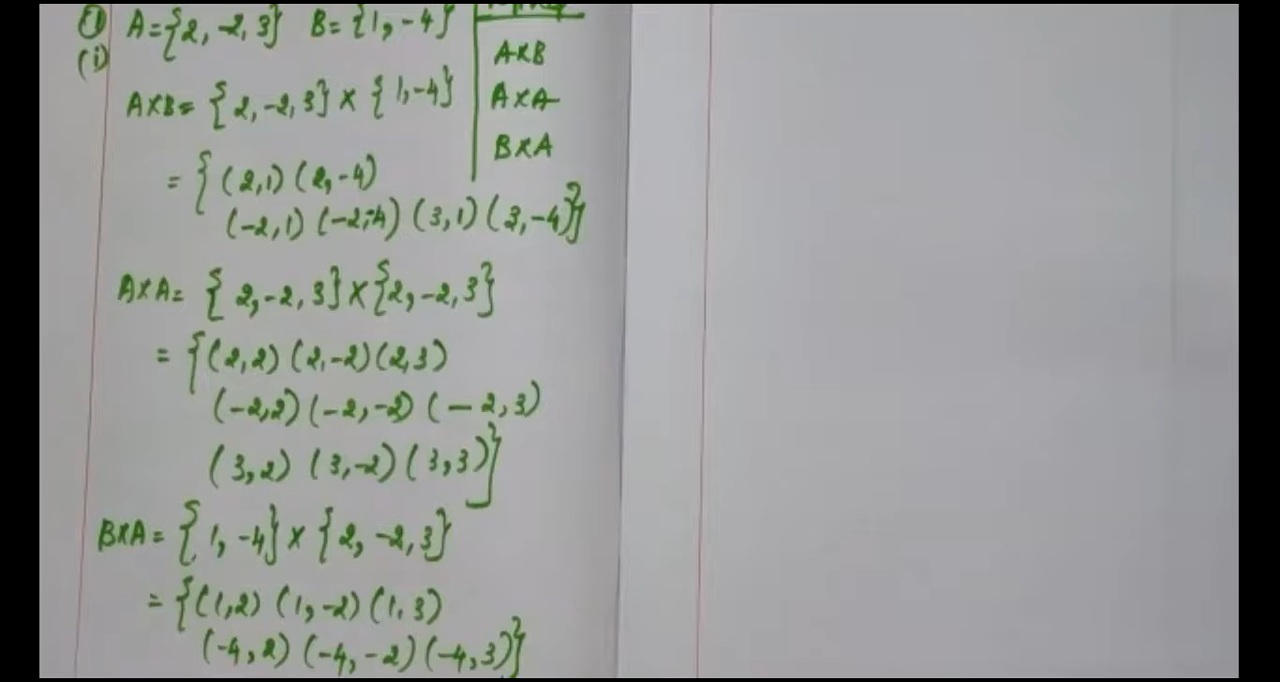 ① A={2, -2, 3} B= {1, -4}
(i)
A×B
A×A
B×A
A×B= {2, -2, 3} × {1, -4}
= {(2,1) (2, -4)
(-2,1) (-2,-4) (3,1) (3, -4)}
A×A= {2, -2, 3}×{2, -2, 3}
= {(2,2) (2,-2) (2,3)
(-2,2) (-2, -2) (-2, 3)
(3,2) (3,-2) (3,3)}
B×A= {1, -4} × {2, -2, 3}
= {(1,2) (1, -2) (1,3)
(-4,2) (-4, -2) (-4,3)}